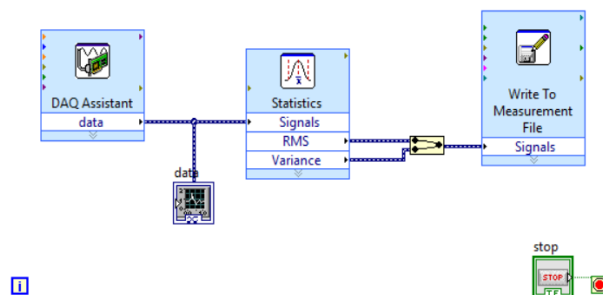 DAQ Assistant
data
data
Statistics
Signals
RMS
Variance
Write To
Measurement
File
Signals
stop
STOP
TF
i